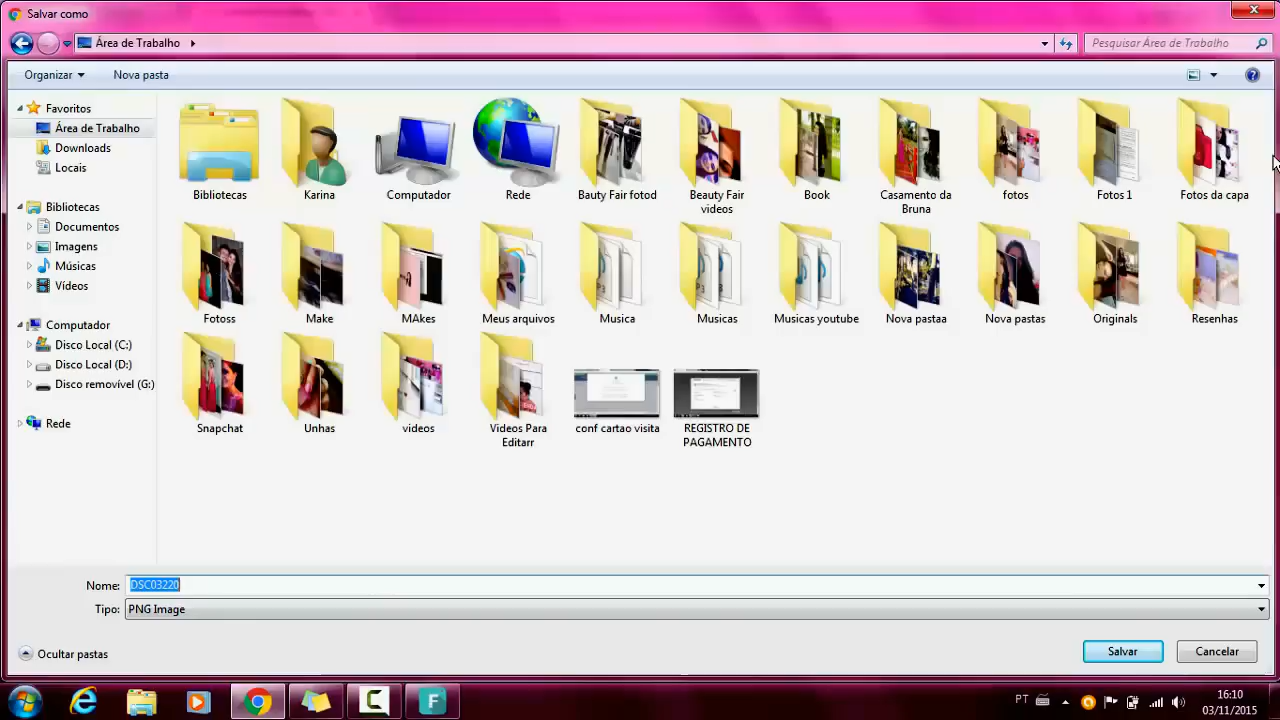 Salvar como
Área de Trabalho
Pesquisar Área de Trabalho
Organizar
Nova pasta
Favoritos
Área de Trabalho
Downloads
Locais
Bibliotecas
Documentos
Imagens
Músicas
Vídeos
Computador
Disco Local (C:)
Disco Local (D:)
Disco removível (G:)
Rede
Bibliotecas
Karina
Computador
Rede
Bauty Fair fotod
Beauty Fair
videos
Book
Casamento da
Bruna
fotos
Fotos 1
Fotos da capa
Fotoss
Make
MAkes
Meus arquivos
Musica
Musicas
Musicas youtube
Nova pastaa
Nova pastas
Originals
Resenhas
Snapchat
Unhas
videos
Videos Para
Editarr
conf cartao visita
REGISTRO DE
PAGAMENTO
Nome:
DSC03220
Tipo:
PNG Image
Ocultar pastas
Salvar
Cancelar
PT
16:10
03/11/2015